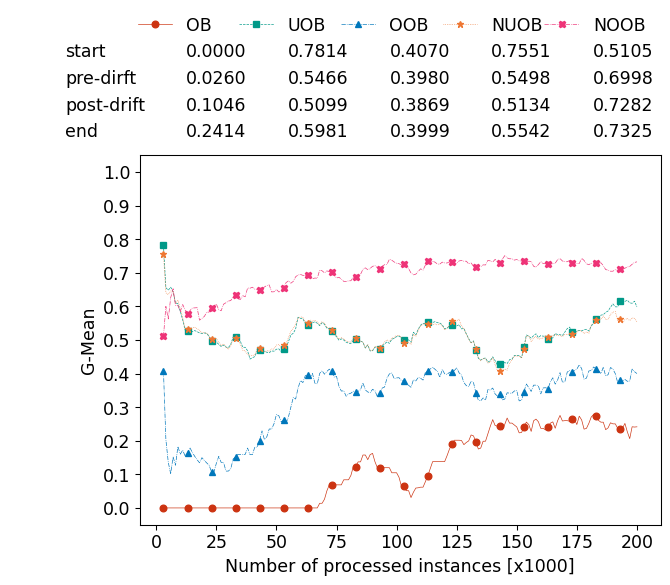 OB UOB OOB NUOB NOOB
start 0.0000 0.7814 0.4070 0.7551 0.5105
pre-dirft 0.0260 0.5466 0.3980 0.5498 0.6998
post-drift 0.1046 0.5099 0.3869 0.5134 0.7282
end 0.2414 0.5981 0.3999 0.5542 0.7325
1.0
0.9
0.8
0.7
0.6
0.5
0.4
0.3
0.2
0.1
0.0
G-Mean
0 25 50 75 100 125 150 175 200
Number of processed instances [x1000]